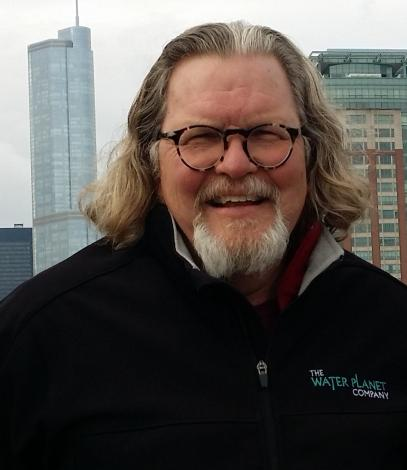 THE
WATER PLANET
COMPANY